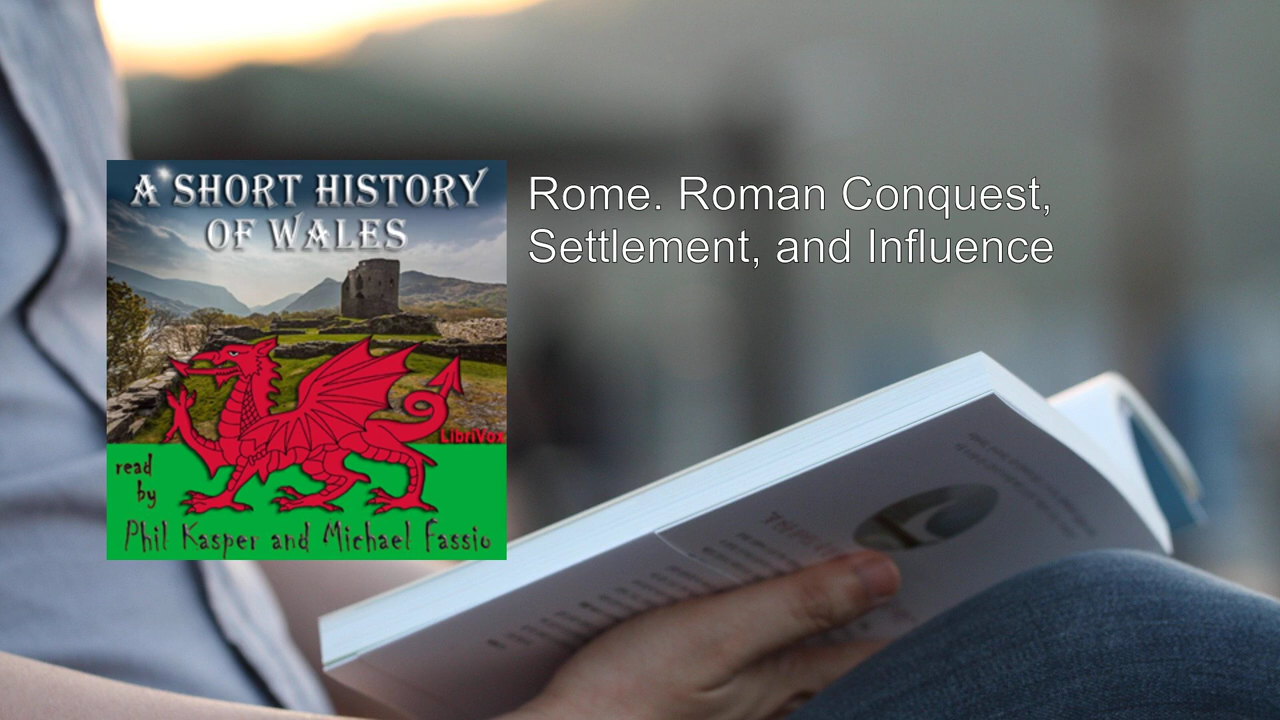 A SHORT HISTORY
OF WALES
LibriVox
read
by
Phil Kasper and Michael Fassio
Rome. Roman Conquest,
Settlement, and Influence